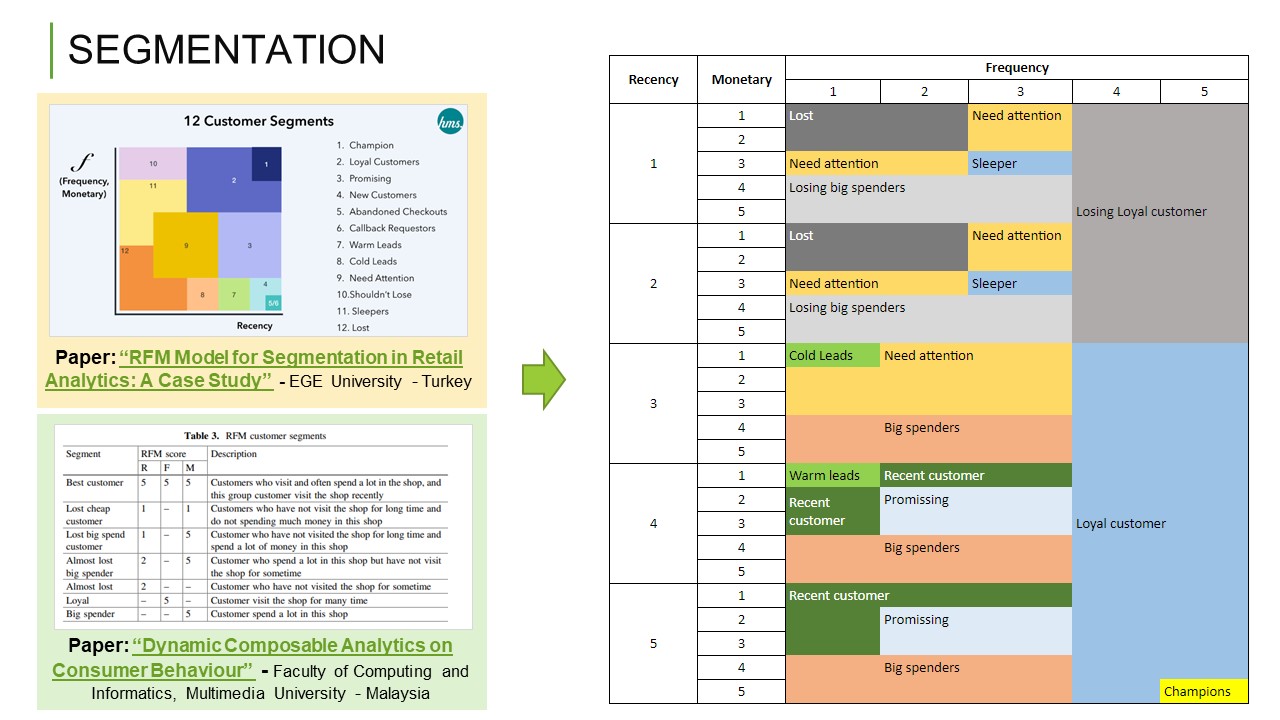 SEGMENTATION
12 Customer Segments
hms.
f
(Frequency,
Monetary)
10
11
12
9
2
1
3
8
7
4
5/6
Recency
1. Champion
2. Loyal Customers
3. Promising
4. New Customers
5. Abandoned Checkouts
6. Callback Requestors
7. Warm Leads
8. Cold Leads
9. Need Attention
10.Shouldn't Lose
11. Sleepers
12. Lost
Paper: “RFM Model for Segmentation in Retail
Analytics: A Case Study” - EGE University - Turkey
Table 3. RFM customer segments
Segment RFM score Description
R F M
Best customer 5 5 5 Customers who visit and often spend a lot in the shop, and
this group customer visit the shop recently
Lost cheap 1 – 1 Customers who have not visit the shop for long time and
customer do not spending much money in this shop
Lost big spend 1 – 5 Customer who have not visited the shop for long time and
customer spend a lot of money in this shop
Almost lost 2 – 5 Customer who spend a lot in this shop but have not visit
big spender the shop for sometime
Almost lost 2 – – Customer who have not visited the shop for sometime
Loyal – 5 – Customer visit the shop for many time
Big spender – – 5 Customer spend a lot in this shop
Paper: “Dynamic Composable Analytics on
Consumer Behaviour” - Faculty of Computing and
Informatics, Multimedia University - Malaysia
Recency Monetary Frequency
1 2 3 4 5
1 Lost Need attention
2
1 3 Need attention Sleeper
4 Losing big spenders
5 Losing Loyal customer
1 Lost Need attention
2
2 3 Need attention Sleeper
4 Losing big spenders
5
1 Cold Leads Need attention
2
3 3
4 Big spenders
5
1 Warm leads Recent customer
2 Recent Promissing
4 3 customer Loyal customer
4 Big spenders
5
1 Recent customer
2 Promissing
5 3
4 Big spenders
5 Champions